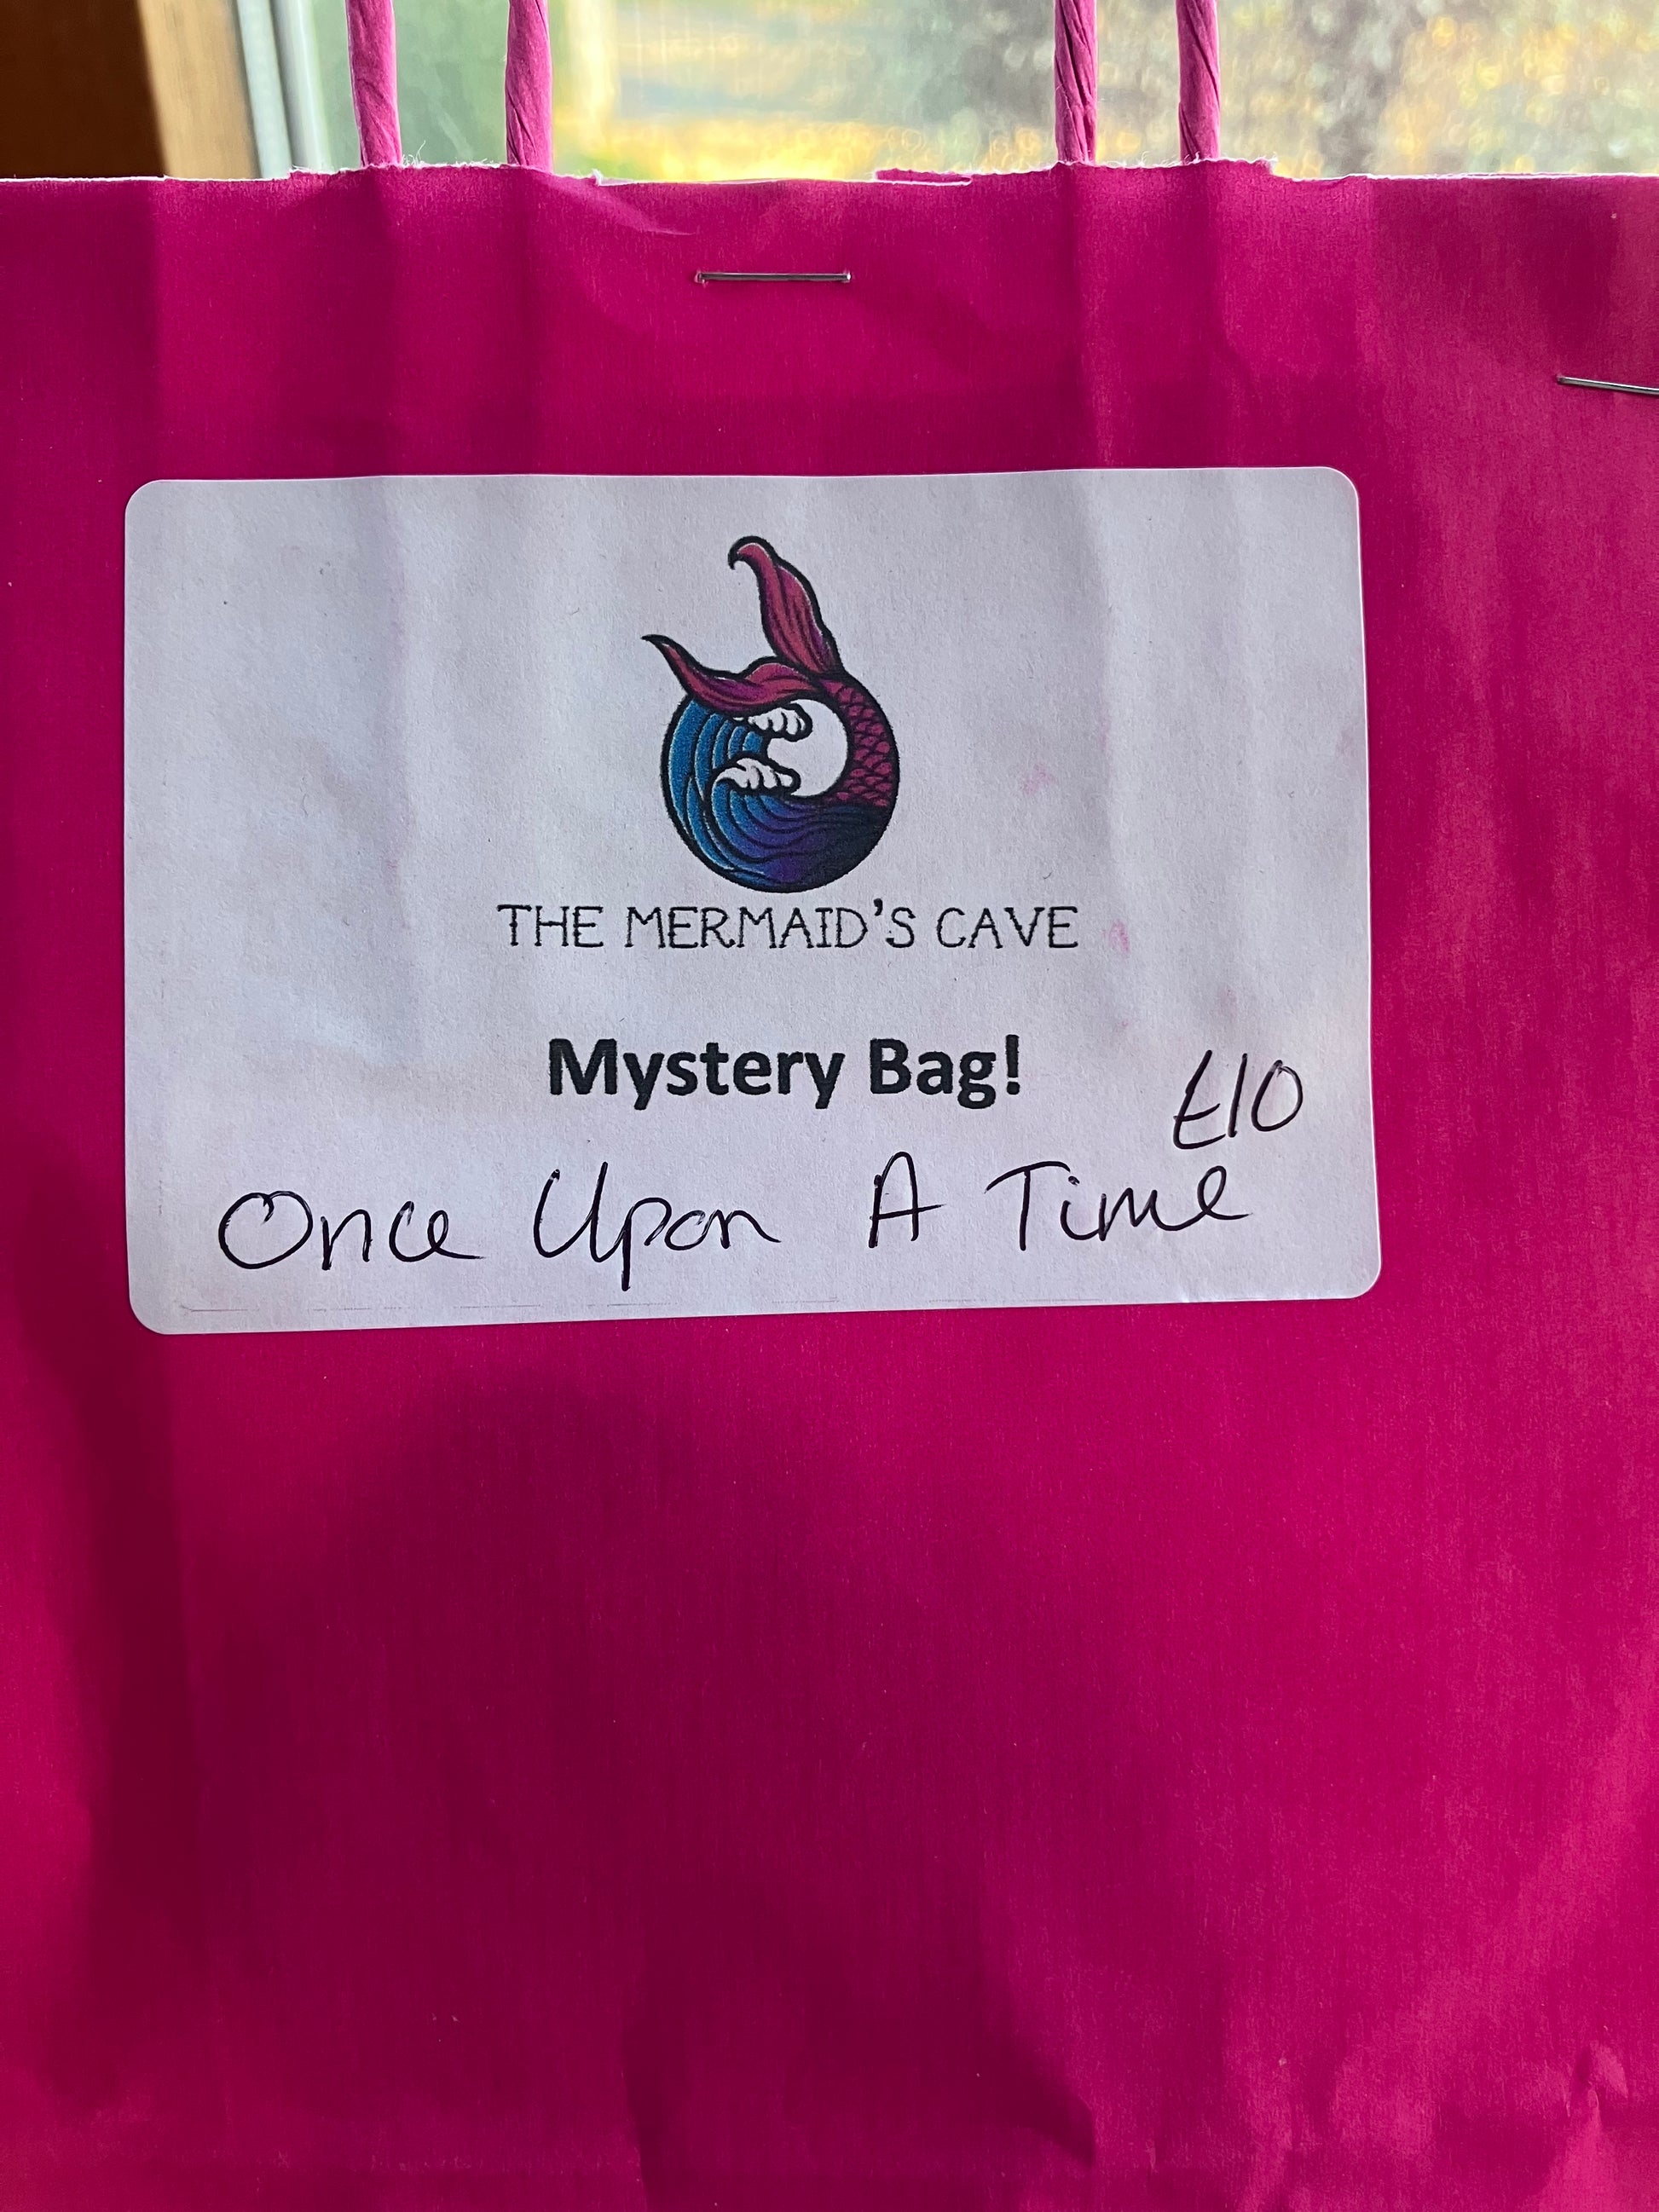 THE MERMAID'S CAVE
Mystery Bag!
£10
Once Upon A Time